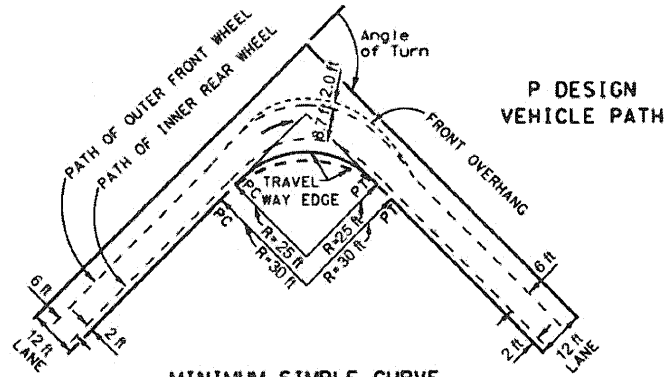 PATH OF OUTER FRONT WHEEL
PATH OF INNER REAR WHEEL
Angle
of Turn
P DESIGN
VEHICLE PATH
2.0 ft
8.7 ft
FRONT OVERHANG
TRAVEL
WAY EDGE
PC
PT
PC
PT
R=25 ft
R=25 ft
R=30 ft
R=30 ft
6 ft
12 ft
LANE
2 ft
6 ft
2 ft
12 ft
LANE
MINIMUM SIMPLE CURVE